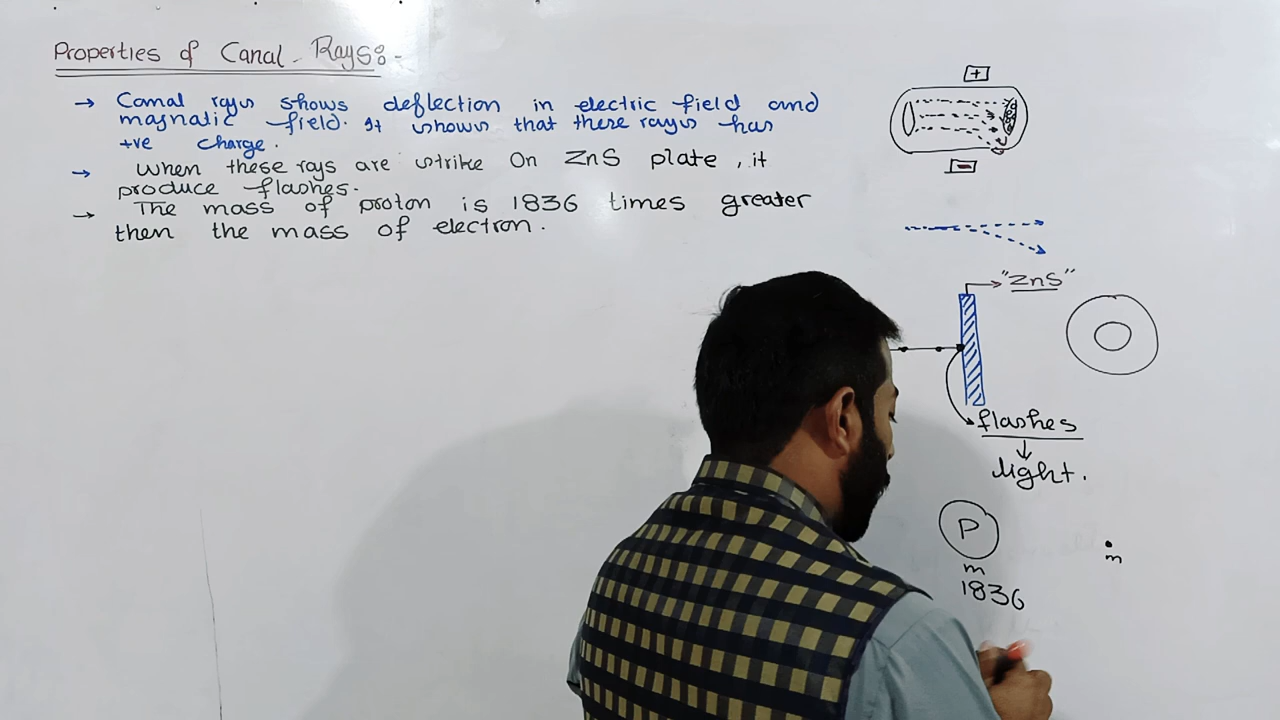 Properties of Canal - Rays:-
→ Canal rays shows deflection in electric field and
magnatic field. It shows that these rays has
+ve charge.
→ When these rays are strike On ZnS plate, it
produce flashes.
→ The mass of proton is 1836 times greater
then the mass of electron.
+
-
"ZnS"
flashes
↓
light.
P
m
1836
m